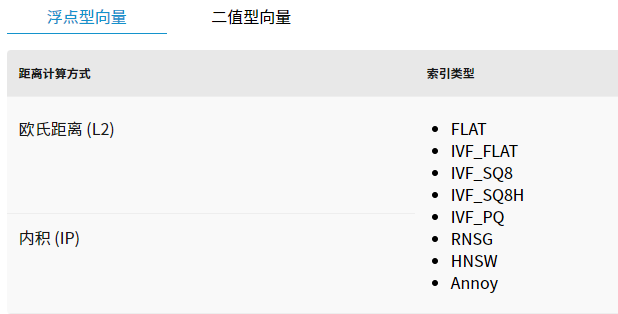 浮点型向量 二值型向量
距离计算方式 索引类型
欧氏距离 (L2)
内积 (IP)
FLAT
IVF_FLAT
IVF_SQ8
IVF_SQ8H
IVF_PQ
RNSG
HNSW
Annoy